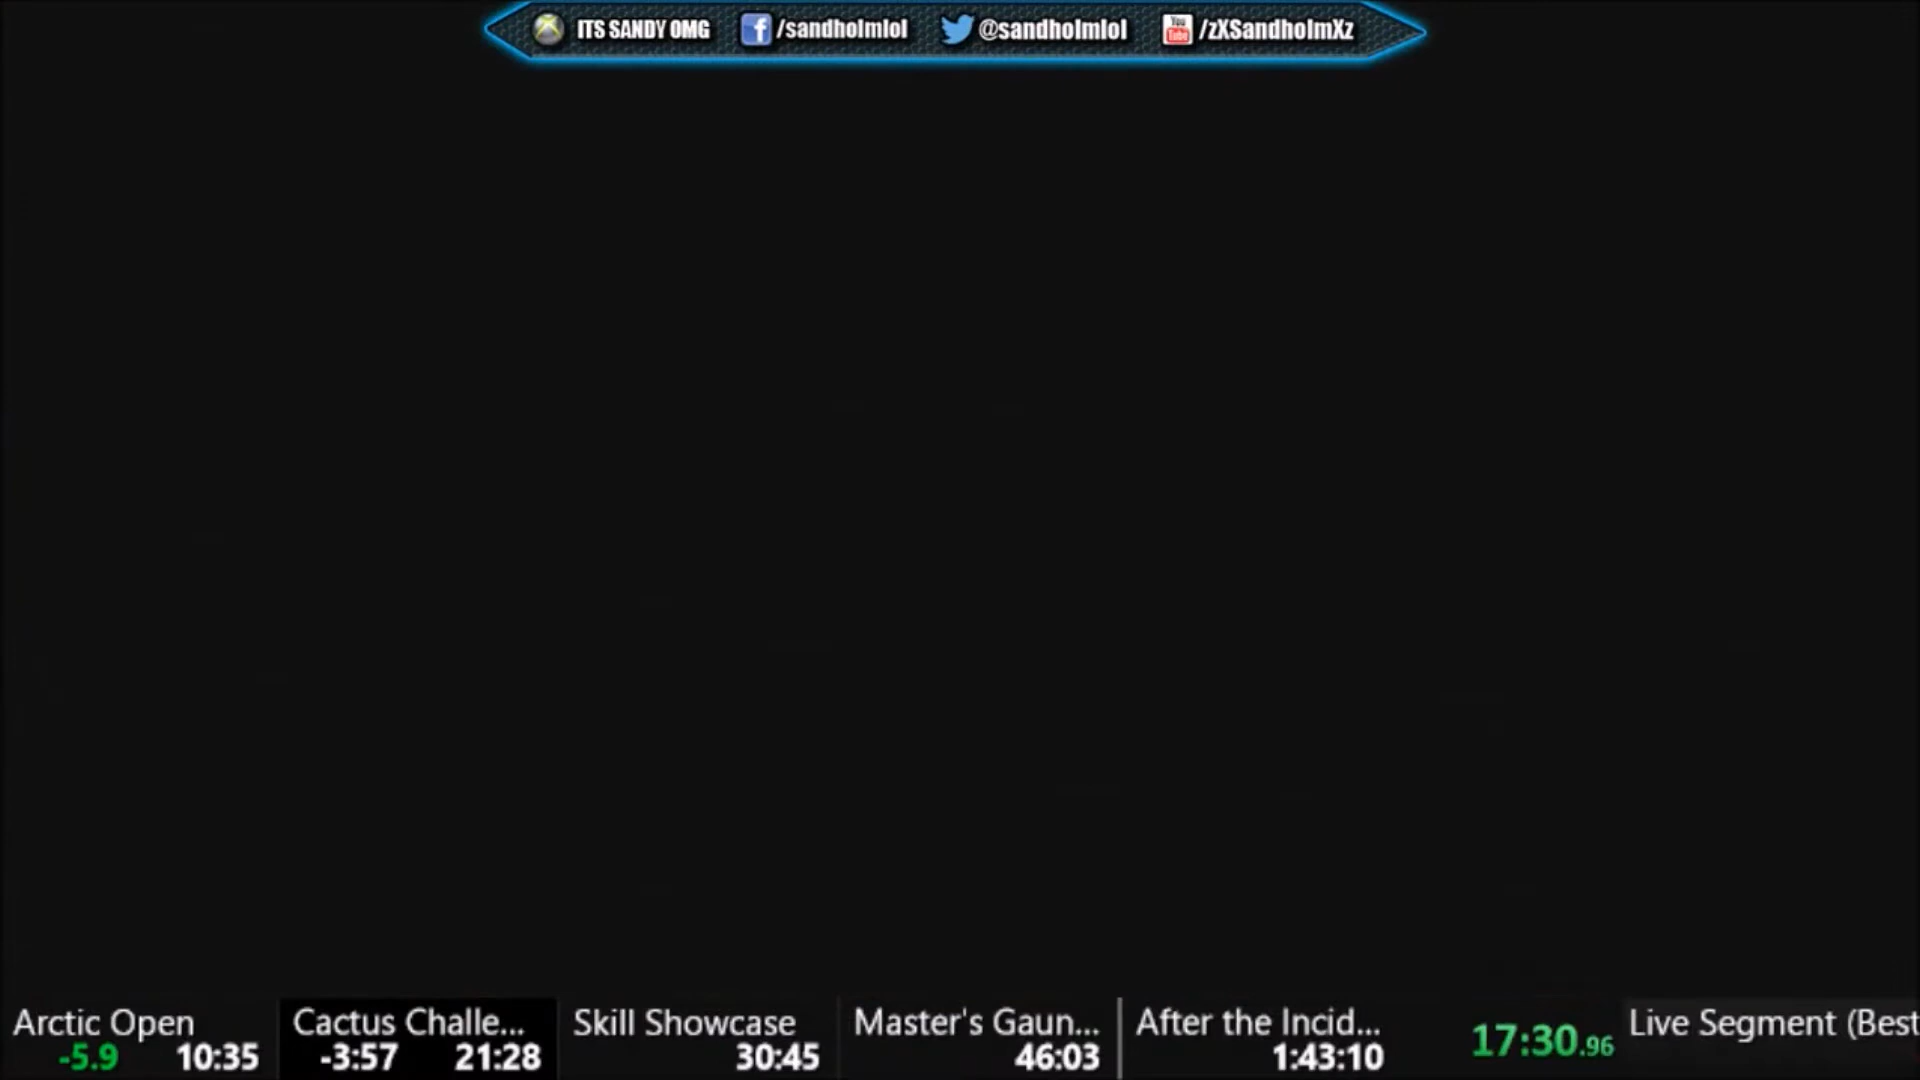 ITS SANDY OMG /sandholmlol @sandholmlol You Tube /zXSandholmXz
Arctic Open Cactus Challe... Skill Showcase Master's Gaun... After the Incid... 17:30.96 Live Segment (Best
-5.9 10:35 -3:57 21:28 30:45 46:03 1:43:10